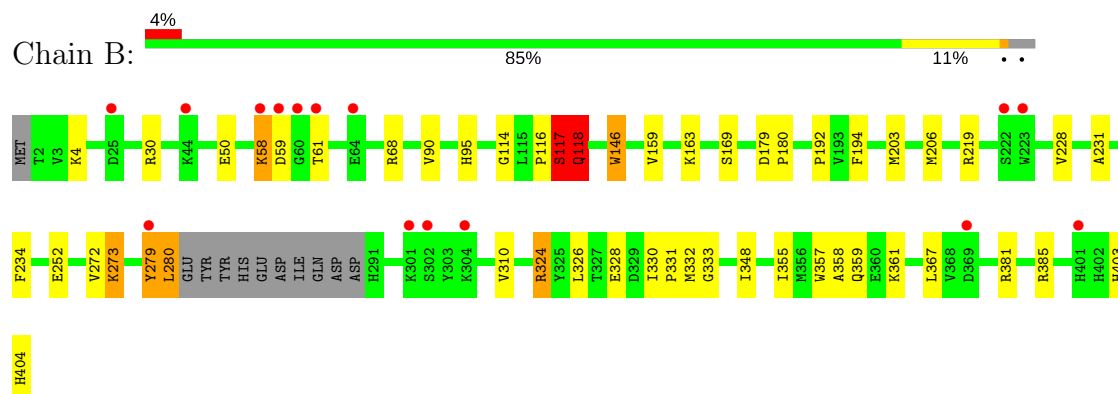 4%
Chain B:
85% 11% • •
MET T2 V3 K4 D25 R30 K44 E50 K58 D59 G60 T61 E64 R68 V90 H95 G114 L115 P116 S117 Q118 W146 V159 K163 S169 D179 P180 P192 V193 F194 M203 M206 R219 S222 W223 V228 A231
F234 E252 V272 K273 Y279 L280 GLU TYR TYR HIS GLU ASP ILE GLN ASP ASP H291 K301 S302 Y303 K304 V310 R324 Y325 L326 T327 E328 D329 I330 P331 M332 G333 I348 I355 M356 W357 A358 Q359 E360 K361 L367 V368 D369 R381 R385 H401 H402 H403
H404